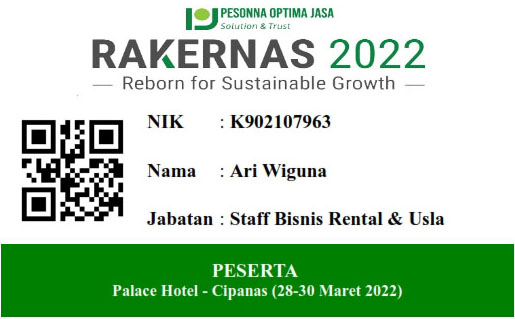 PESONNA OPTIMA JASA
Solution & Trust
RAKERNAS 2022
Reborn for Sustainable Growth
NIK : K902107963
Nama : Ari Wiguna
Jabatan : Staff Bisnis Rental & Usla
PESERTA
Palace Hotel - Cipanas (28-30 Maret 2022)